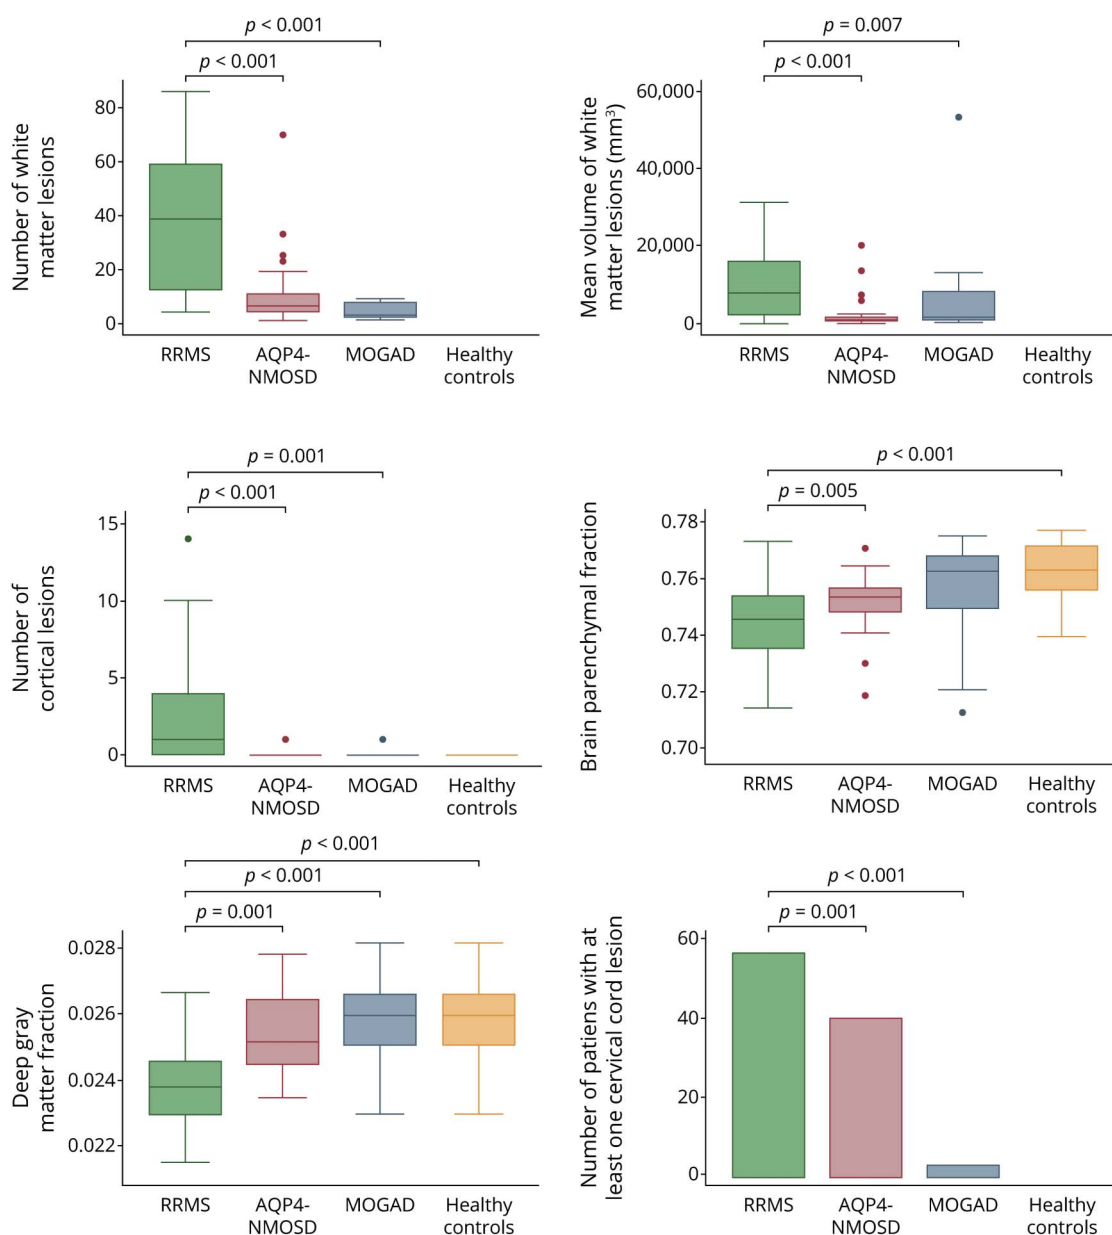 p < 0.001
p < 0.001
Number of white
matter lesions
80
60
40
20
0
RRMS
AQP4-
NMOSD
MOGAD
Healthy
controls
p = 0.007
p < 0.001
Mean volume of white
matter lesions (mm³)
60,000
40,000
20,000
0
RRMS
AQP4-
NMOSD
MOGAD
Healthy
controls
p = 0.001
p < 0.001
Number of
cortical lesions
15
10
5
0
RRMS
AQP4-
NMOSD
MOGAD
Healthy
controls
p < 0.001
p = 0.005
Brain parenchymal fraction
0.78
0.76
0.74
0.72
0.70
RRMS
AQP4-
NMOSD
MOGAD
Healthy
controls
p < 0.001
p < 0.001
p = 0.001
Deep gray
matter fraction
0.028
0.026
0.024
0.022
RRMS
AQP4-
NMOSD
MOGAD
Healthy
controls
p < 0.001
p = 0.001
Number of patiens with at
least one cervical cord lesion
60
40
20
0
RRMS
AQP4-
NMOSD
MOGAD
Healthy
controls